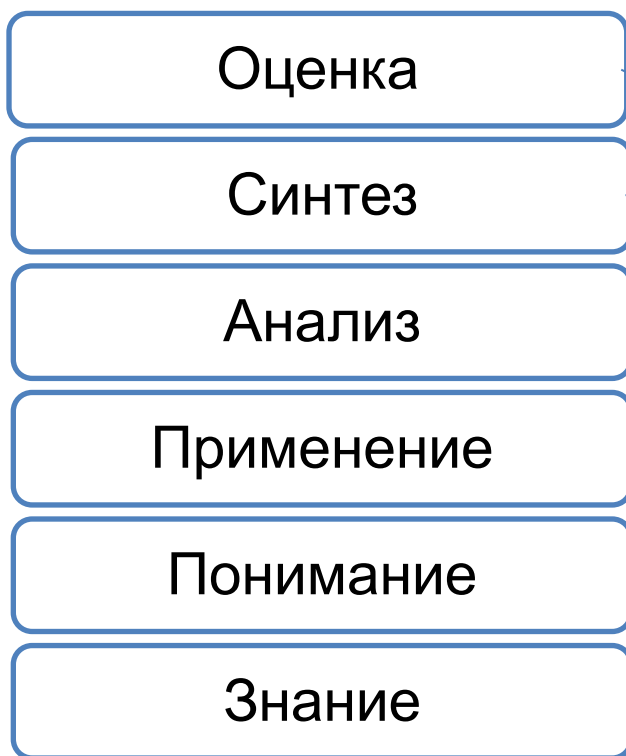 Оценка
Синтез
Анализ
Применение
Понимание
Знание